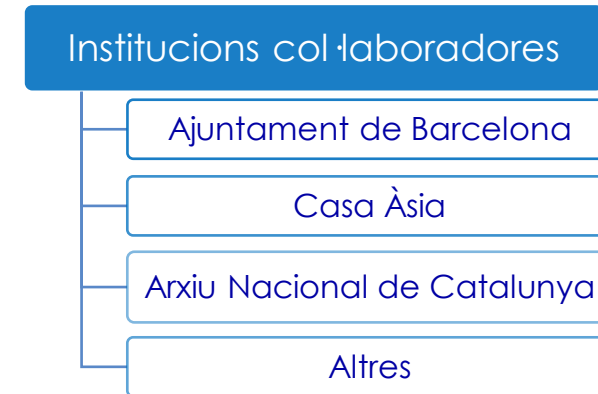 Institucions col·laboradores
Ajuntament de Barcelona
Casa Àsia
Arxiu Nacional de Catalunya
Altres